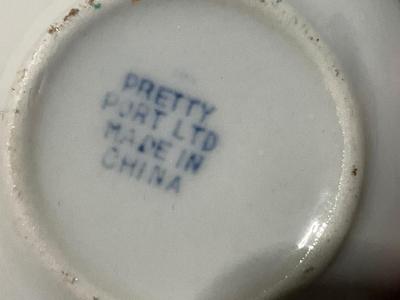 PRETTY
PORT LTD
MADE IN
CHINA